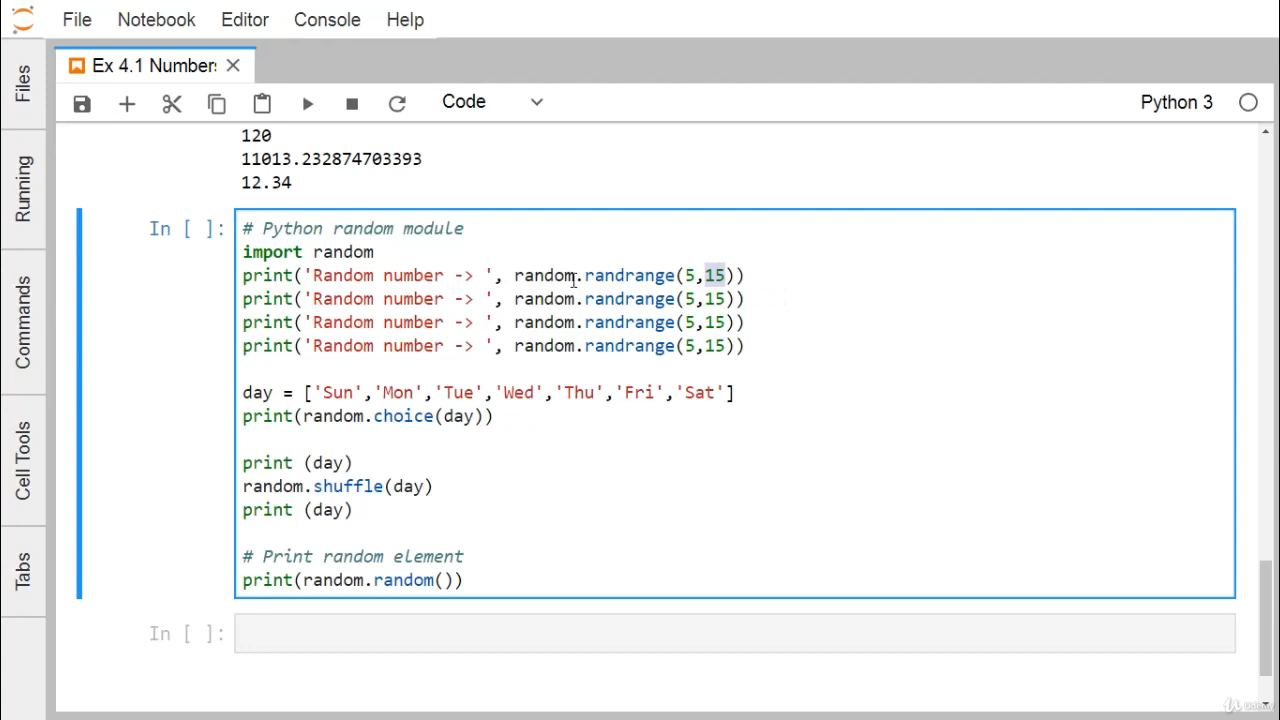 File Notebook Editor Console Help
Ex 4.1 Number:
Code Python 3
Files
Running
Commands
Cell Tools
Tabs
120
11013.232874703393
12.34
In [ ]:
# Python random module
import random
print('Random number -> ', random.randrange(5,15))
print('Random number -> ', random.randrange(5,15))
print('Random number -> ', random.randrange(5,15))
print('Random number -> ', random.randrange(5,15))
day = ['Sun','Mon','Tue','Wed','Thu','Fri','Sat']
print(random.choice(day))
print (day)
random.shuffle(day)
print (day)
# Print random element
print(random.random())
In [ ]:
Udemy